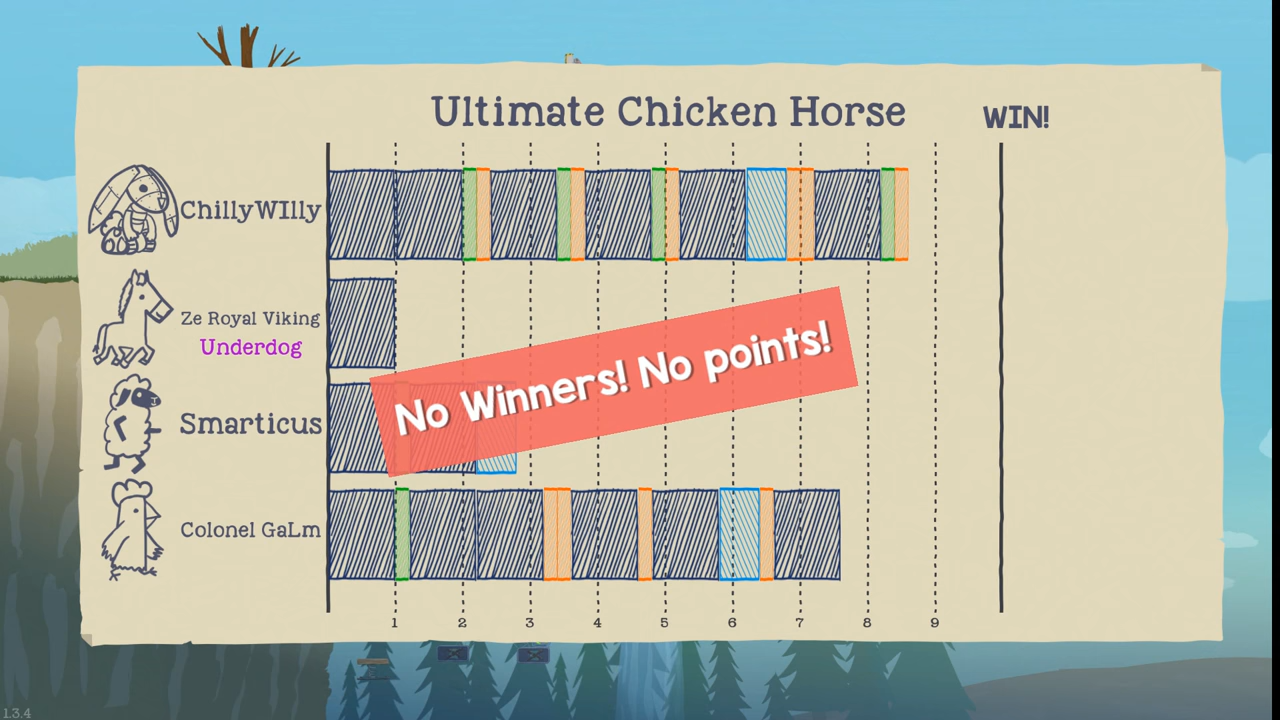 Ultimate Chicken Horse
WIN!
ChillyWIlly
Ze Royal Viking
Underdog
No Winners! No points!
Smarticus
Colonel GaLm
1 2 3 4 5 6 7 8 9
1.3.4